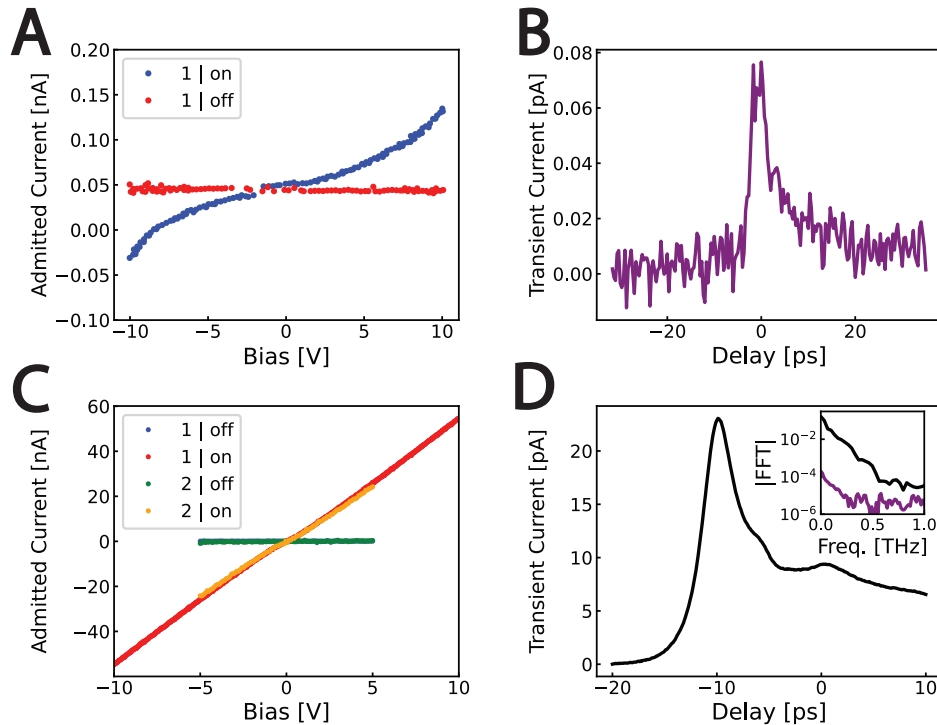 A
Admitted Current [nA]
0.20
0.15
0.10
0.05
0.00
−0.05
−0.10
1 | on
1 | off
−10
−5
0
5
10
Bias [V]
B
Transient Current [pA]
0.08
0.06
0.04
0.02
0.00
−20
0
20
Delay [ps]
C
Admitted Current [nA]
60
40
20
0
−20
−40
1 | off
1 | on
2 | off
2 | on
−10
−5
0
5
10
Bias [V]
D
Transient Current [pA]
20
15
10
5
0
−20
−10
0
10
Delay [ps]
|FFT|
10−2
10−4
10−6
0.0
0.5
1.0
Freq. [THz]